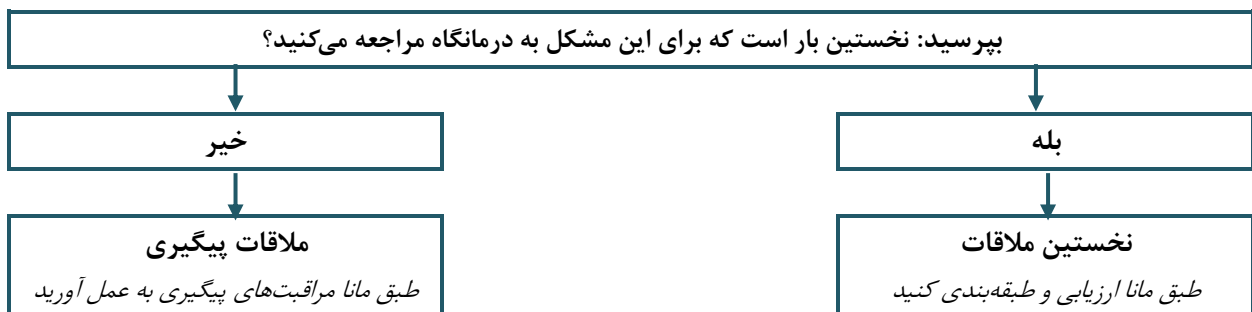 بپرسید: نخستین بار است که برای این مشکل به درمانگاه مراجعه می‌کنید؟
بله
خیر
نخستین ملاقات
طبق مانا ارزیابی و طبقه‌بندی کنید
ملاقات پیگیری
طبق مانا مراقبت‌های پیگیری به عمل آورید